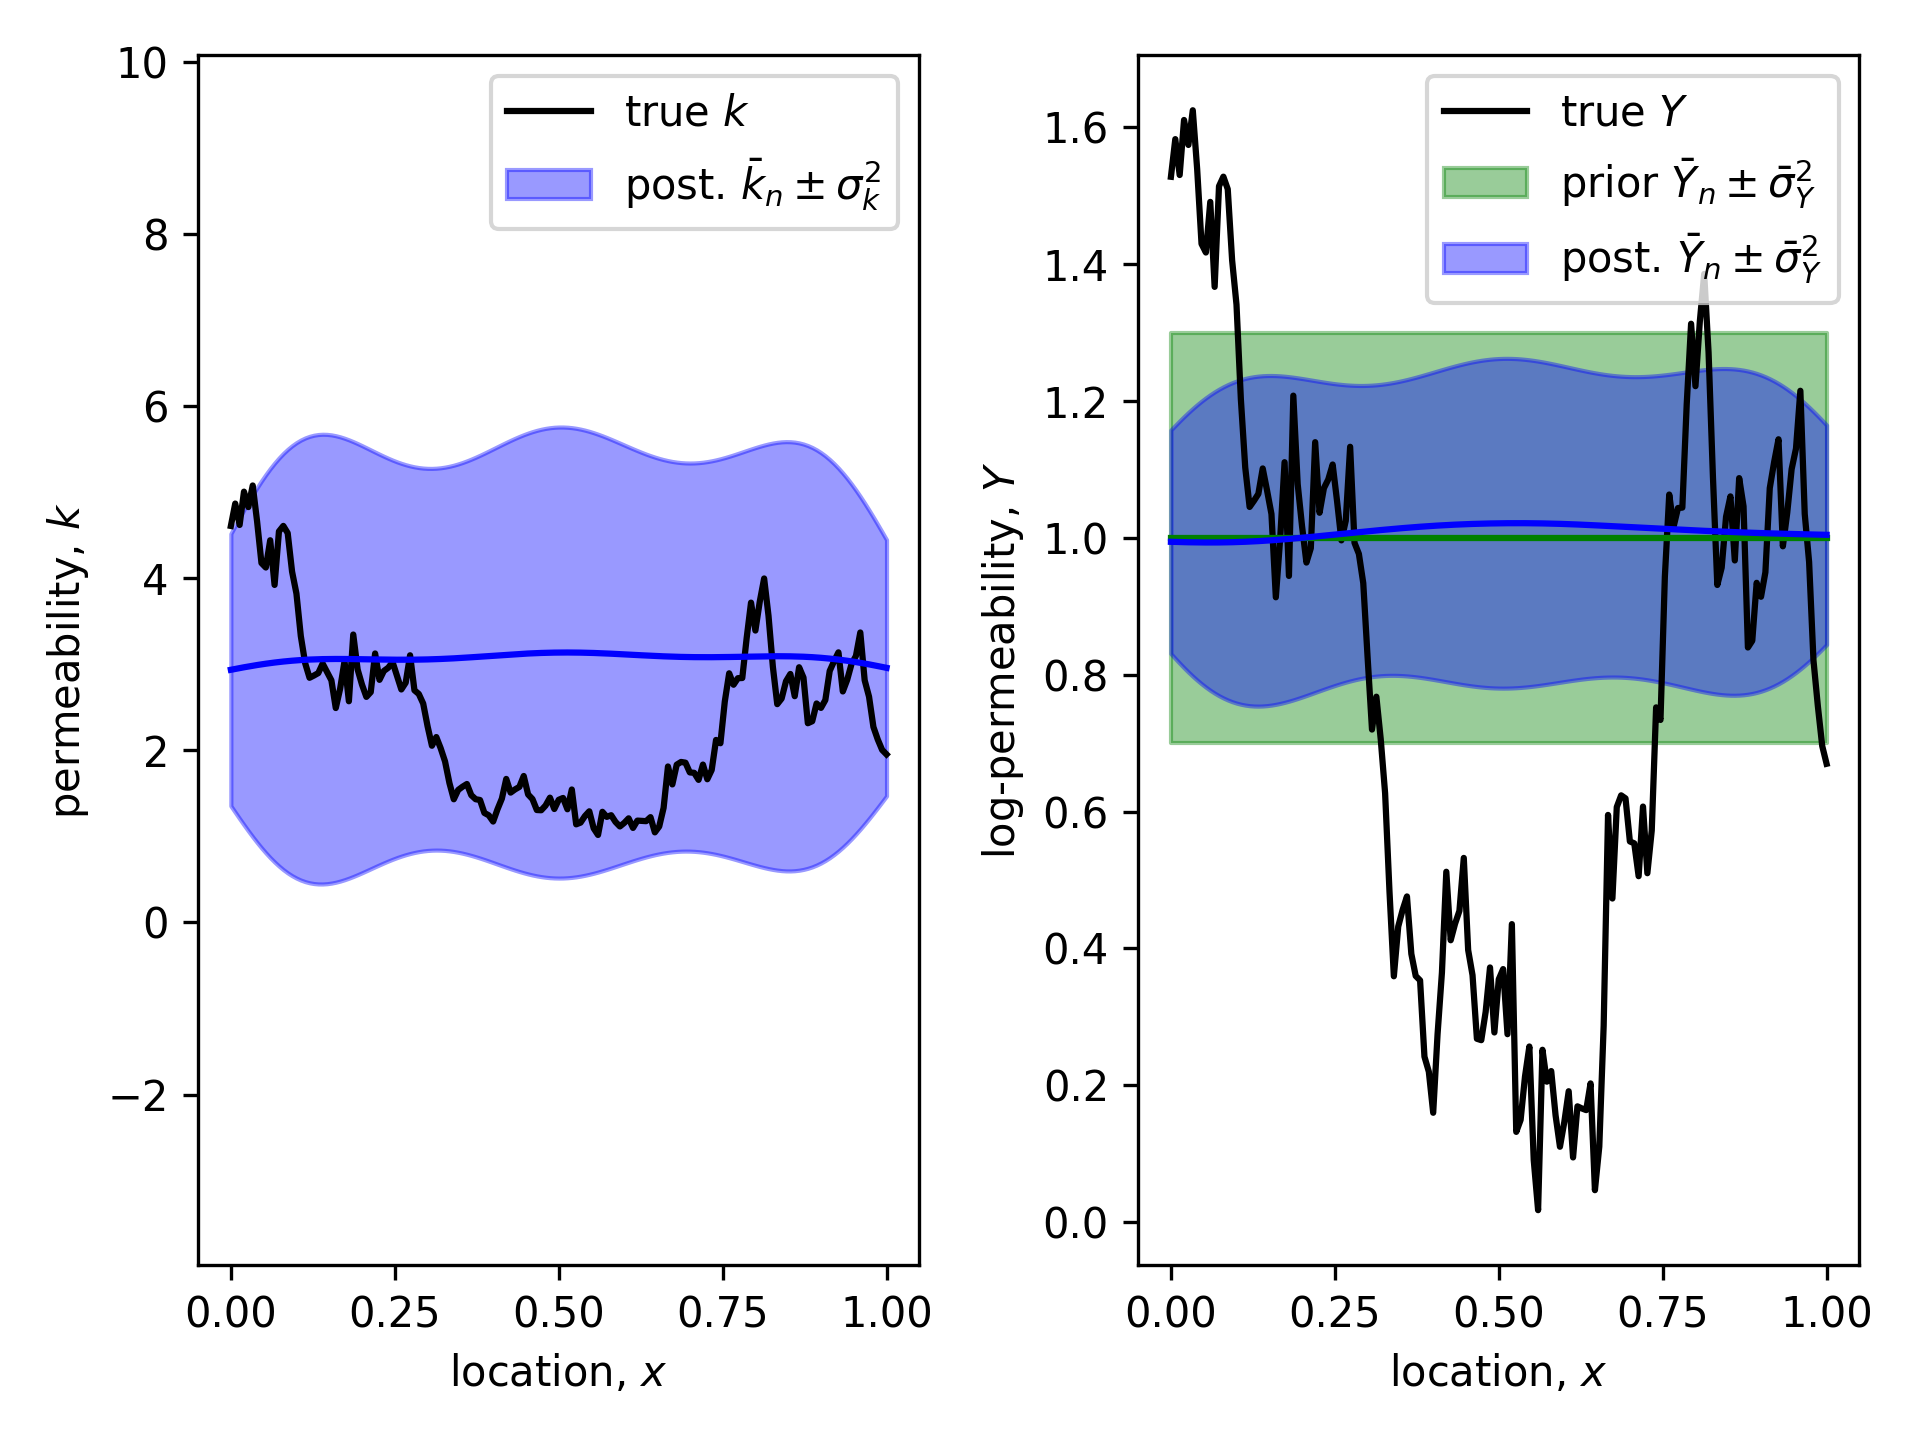 10
8
6
4
2
0
−2
permeability, k
true k
post. k̄ₙ ± σ²ₖ
0.00 0.25 0.50 0.75 1.00
location, x
1.6
1.4
1.2
1.0
0.8
0.6
0.4
0.2
0.0
log-permeability, Y
true Y
prior Ȳₙ ± σ̄²_Y
post. Ȳₙ ± σ̄²_Y
0.00 0.25 0.50 0.75 1.00
location, x